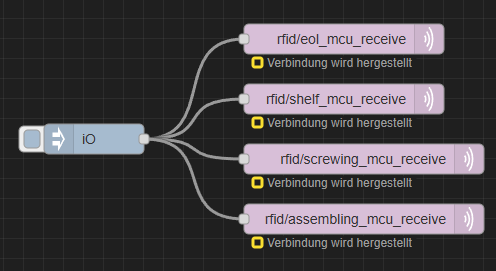 rfid/eol_mcu_receive
Verbindung wird hergestellt
rfid/shelf_mcu_receive
Verbindung wird hergestellt
iO
rfid/screwing_mcu_receive
Verbindung wird hergestellt
rfid/assembling_mcu_receive
Verbindung wird hergestellt